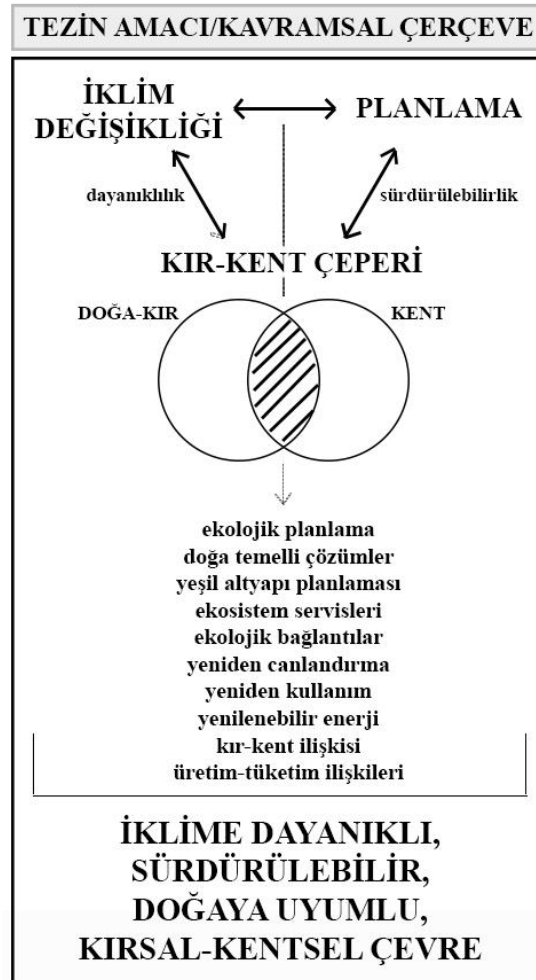 TEZİN AMACI/KAVRAMSAL ÇERÇEVE
İKLİM
DEĞİŞİKLİĞİ
PLANLAMA
dayanıklılık
sürdürülebilirlik
KIR-KENT ÇEPERİ
DOĞA-KIR
KENT
ekolojik planlama
doğa temelli çözümler
yeşil altyapı planlaması
ekosistem servisleri
ekolojik bağlantılar
yeniden canlandırma
yeniden kullanım
yenilenebilir enerji
kır-kent ilişkisi
üretim-tüketim ilişkileri
İKLİME DAYANIKLI,
SÜRDÜRÜLEBİLİR,
DOĞAYA UYUMLU,
KIRSAL-KENTSEL ÇEVRE